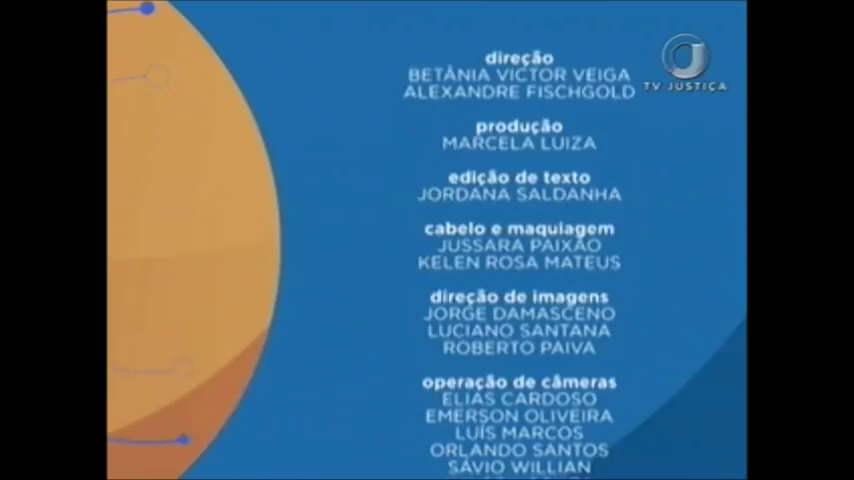 direção
BETÂNIA VICTOR VEIGA
ALEXANDRE FISCHGOLD
TV JUSTIÇA
produção
MARCELA LUIZA
edição de texto
JORDANA SALDANHA
cabelo e maquiagem
JUSSARA PAIXÃO
KELEN ROSA MATEUS
direção de imagens
JORGE DAMASCENO
LUCIANO SANTANA
ROBERTO PAIVA
operação de câmeras
ELIAS CARDOSO
EMERSON OLIVEIRA
LUÍS MARCOS
ORLANDO SANTOS
SÁVIO WILLIAN